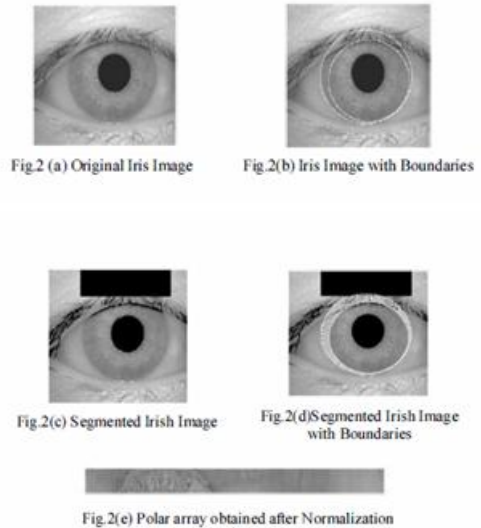 Fig.2 (a) Original Iris Image
Fig.2(b) Iris Image with Boundaries
Fig.2(c) Segmented Irish Image
Fig.2(d)Segmented Irish Image
with Boundaries
Fig.2(e) Polar array obtained after Normalization